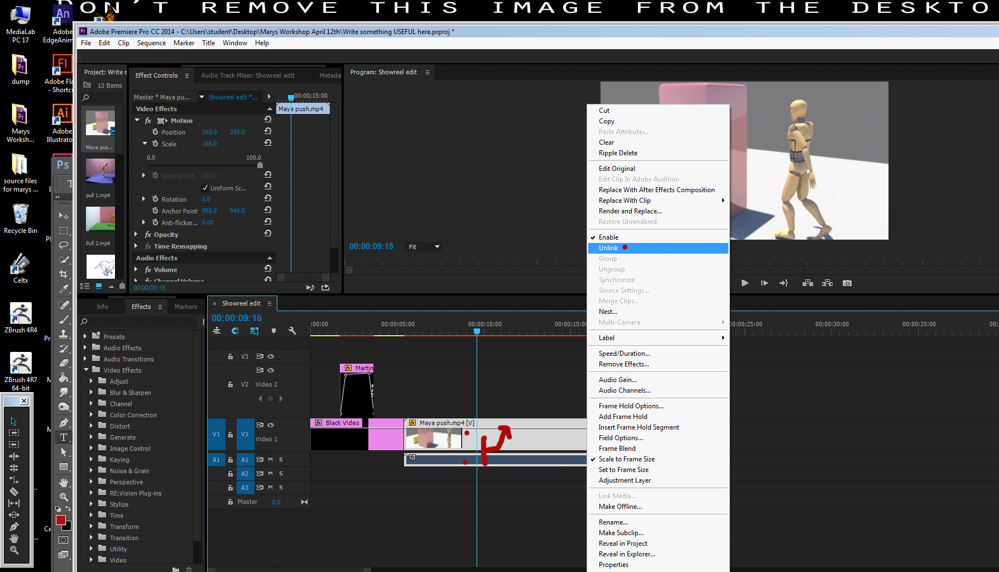 DON'T REMOVE THIS IMAGE FROM THE DESKTO
MediaLab
PC 17
Adobe
EdgeAnim
dump
Adobe Fla
- Shortcu
Marys
Worksh...
Adobe
Illustrator
source files
for marys ...
Recycle Bin
Celtx
ZBrush 4R4
ZBrush 4R7
64-bit
Adobe Premiere Pro CC 2014 - C:\Users\student\Desktop\Marys Workshop April 12th\Write something USEFUL here.prproj *
File Edit Clip Sequence Marker Title Window Help
Project: Write s
13 Items
Maya pus...
pull 1.mp4
Pull 2.mp4
Effect Controls Audio Track Mixer: Showreel edit Metada
Master * Maya pu... Showreel edit *... 00:00:15:00
Video Effects Maya push.mp4
fx Motion
Position 360.0 288.0
Scale 108.0
0.0 100.0
Scale Width 100.0
Uniform Sc...
Rotation 0.0
Anchor Point 960.0 540.0
Anti-flicker... 0.00
fx Opacity
fx Time Remapping
Audio Effects
fx Volume
fx Channel Volume
00:00:09:15
Program: Showreel edit
00:00:09:15 Fit
Cut
Copy
Paste Attributes...
Clear
Ripple Delete
Edit Original
Edit Clip In Adobe Audition
Replace With After Effects Composition
Replace With Clip
Render and Replace...
Restore Unrendered
Enable
Unlink
Group
Ungroup
Synchronize
Source Settings...
Merge Clips...
Nest...
Multi-Camera
Label
Speed/Duration...
Remove Effects...
Audio Gain...
Audio Channels...
Frame Hold Options...
Add Frame Hold
Insert Frame Hold Segment
Field Options...
Frame Blend
Scale to Frame Size
Set to Frame Size
Adjustment Layer
Link Media...
Make Offline...
Rename...
Make Subclip...
Reveal in Project
Reveal in Explorer...
Properties
Info Effects Markers
Presets
Audio Effects
Audio Transitions
Video Effects
Adjust
Blur & Sharpen
Channel
Color Correction
Distort
Generate
Image Control
Keying
Noise & Grain
Perspective
RE:Vision Plug-ins
Stylize
Time
Transform
Transition
Utility
Video
Showreel edit
00:00:09:15
:00:00 00:00:05:00 00:00:10:00 00:00:15:00 00:00:25:00 00:00:30:00 00:00:35:00
V3
fx Martin
V2 Video 2
fx Black Video fx Maya push.mp4 [V]
V1 V1 Video 1
A1 A1 M S fx
A2 M S
A3 M S
Master 0.0
Ps
T